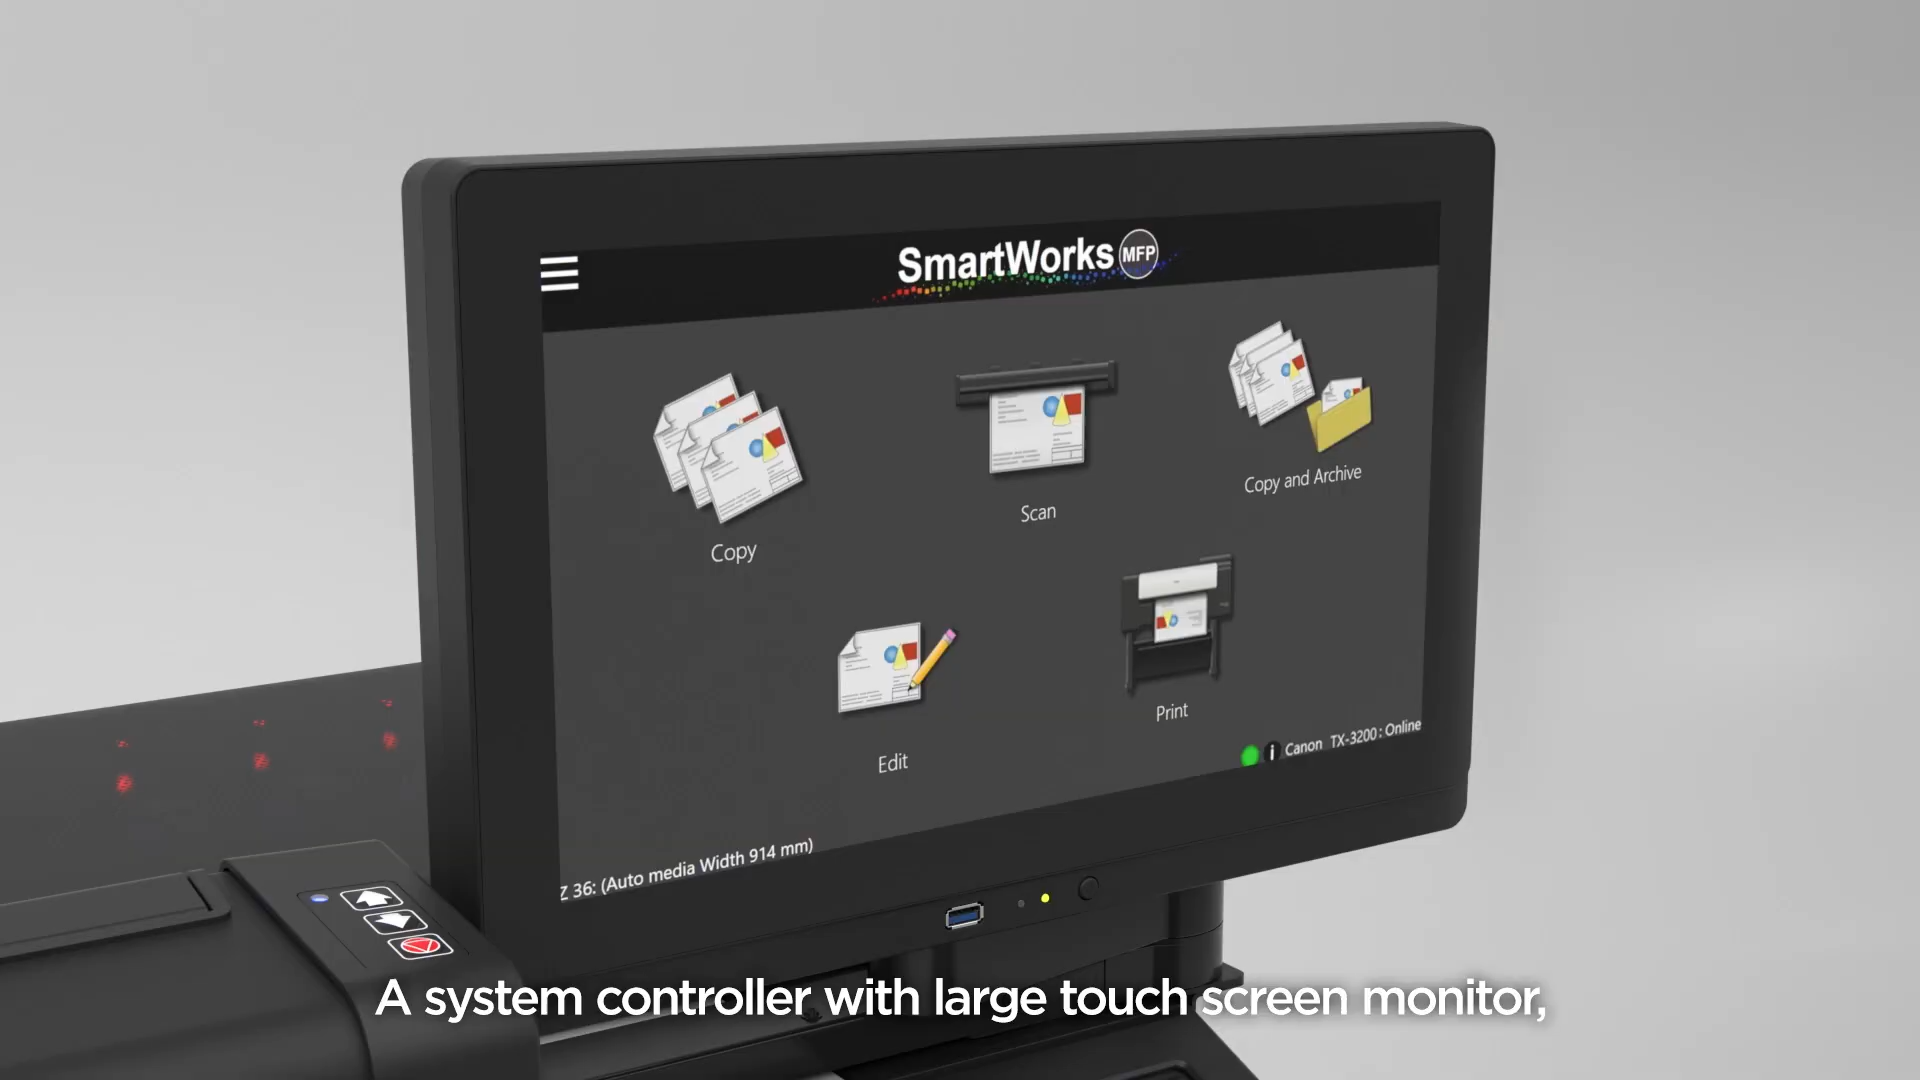 SmartWorks MFP
Copy
Scan
Copy and Archive
Edit
Print
i Canon TX-3200 : Online
Z 36: (Auto media Width 914 mm)
A system controller with large touch screen monitor,